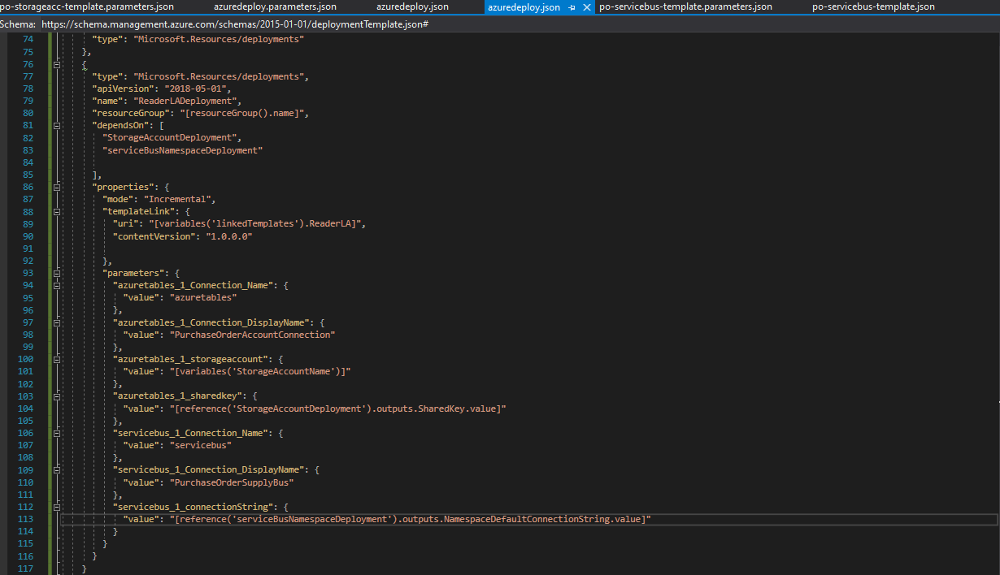 po-storageacc-template.parameters.json azuredeploy.parameters.json azuredeploy.json azuredeploy.json po-servicebus-template.parameters.json po-servicebus-template.json
Schema: https://schema.management.azure.com/schemas/2015-01-01/deploymentTemplate.json#
74 "type": "Microsoft.Resources/deployments"
75 },
76 {
77 "type": "Microsoft.Resources/deployments",
78 "apiVersion": "2018-05-01",
79 "name": "ReaderLADeployment",
80 "resourceGroup": "[resourceGroup().name]",
81 "dependsOn": [
82 "StorageAccountDeployment",
83 "serviceBusNamespaceDeployment"
84
85 ],
86 "properties": {
87 "mode": "Incremental",
88 "templateLink": {
89 "uri": "[variables('linkedTemplates').ReaderLA]",
90 "contentVersion": "1.0.0.0"
91
92 },
93 "parameters": {
94 "azuretables_1_Connection_Name": {
95 "value": "azuretables"
96 },
97 "azuretables_1_Connection_DisplayName": {
98 "value": "PurchaseOrderAccountConnection"
99 },
100 "azuretables_1_storageaccount": {
101 "value": "[variables('StorageAccountName')]"
102 },
103 "azuretables_1_sharedkey": {
104 "value": "[reference('StorageAccountDeployment').outputs.SharedKey.value]"
105 },
106 "servicebus_1_Connection_Name": {
107 "value": "servicebus"
108 },
109 "servicebus_1_Connection_DisplayName": {
110 "value": "PurchaseOrderSupplyBus"
111 },
112 "servicebus_1_connectionString": {
113 "value": "[reference('serviceBusNamespaceDeployment').outputs.NamespaceDefaultConnectionString.value]"
114 }
115 }
116 }
117 }